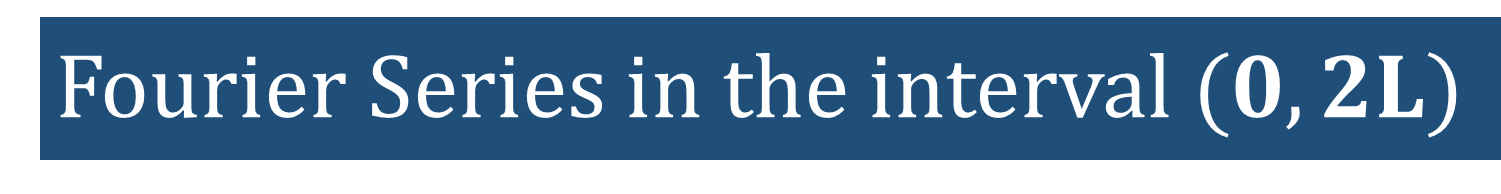 Fourier Series in the interval (0, 2L)